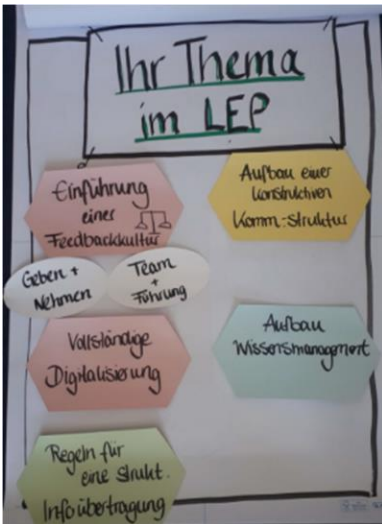 Ihr Thema
im LEP
Einführung
einer
Feedbackkultur
Geben +
Nehmen
Team
+
Führung
Vollständige
Digitalisierung
Regeln für
eine strukt.
Infoübertragung
Aufbau einer
konstruktiven
Komm.-struktur
Aufbau
Wissensmanagement